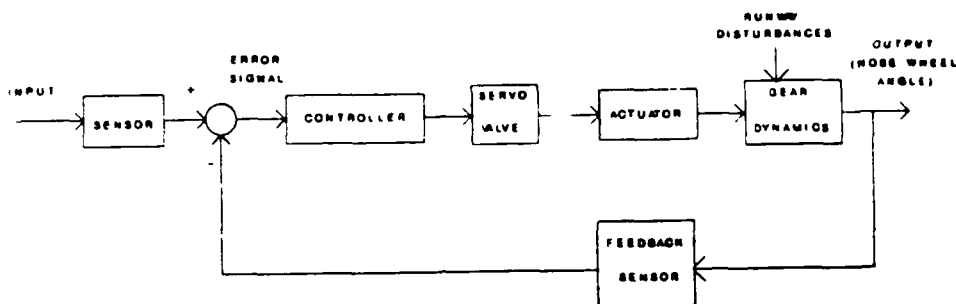 RUNWAY
DISTURBANCES
OUTPUT
(NOSE WHEEL
ANGLE)
ERROR
SIGNAL
INPUT
+
SENSOR
CONTROLLER
SERVO
VALVE
ACTUATOR
GEAR
DYNAMICS
-
FEEDBACK
SENSOR